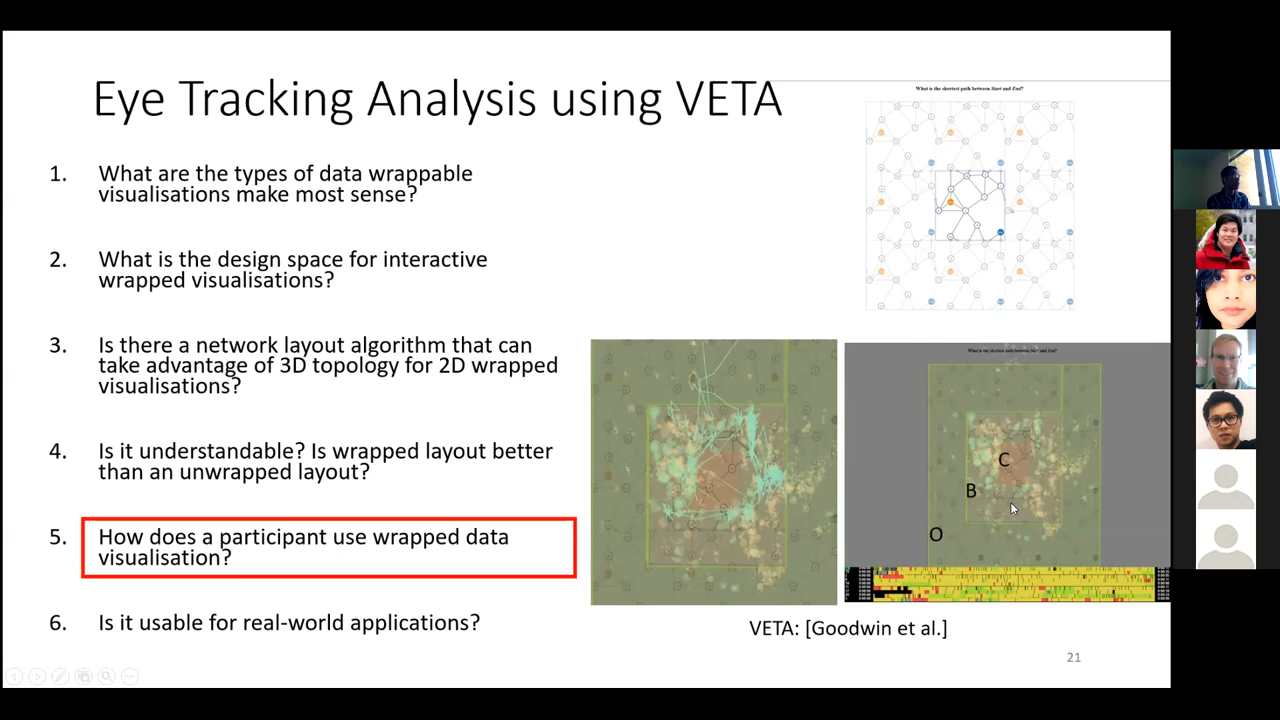 Eye Tracking Analysis using VETA
1. What are the types of data wrappable
visualisations make most sense?
2. What is the design space for interactive
wrapped visualisations?
3. Is there a network layout algorithm that can
take advantage of 3D topology for 2D wrapped
visualisations?
4. Is it understandable? Is wrapped layout better
than an unwrapped layout?
5. How does a participant use wrapped data
visualisation?
6. Is it usable for real-world applications?
What is the shortest path between Start and End?
What is the shortest path between Start and End?
C
B
O
VETA: [Goodwin et al.]
21